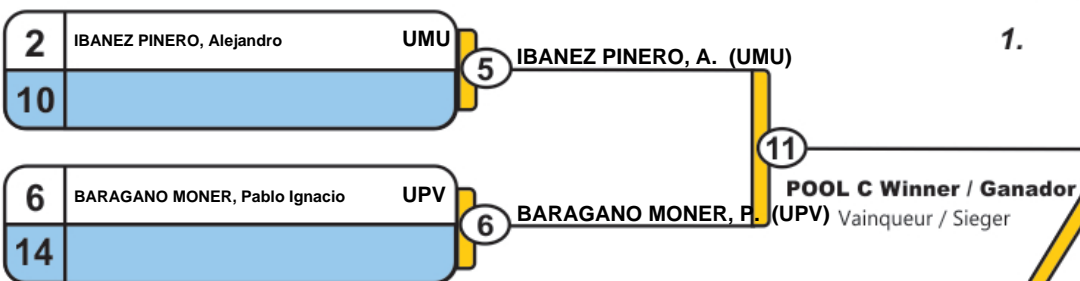 2 IBANEZ PINERO, Alejandro UMU
10
5
IBANEZ PINERO, A. (UMU)
1.
11
POOL C Winner / Ganador
Vainqueur / Sieger
6 BARAGANO MONER, Pablo Ignacio UPV
14
6
BARAGANO MONER, P. (UPV)